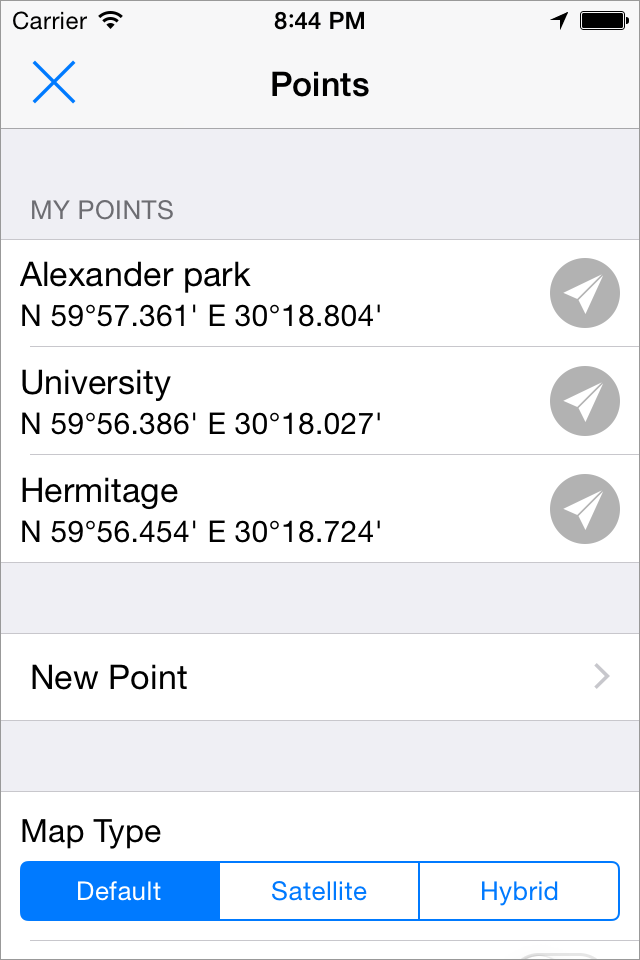 Carrier 8:44 PM
Points
MY POINTS
Alexander park
N 59°57.361' E 30°18.804'
University
N 59°56.386' E 30°18.027'
Hermitage
N 59°56.454' E 30°18.724'
New Point
Map Type
Default Satellite Hybrid